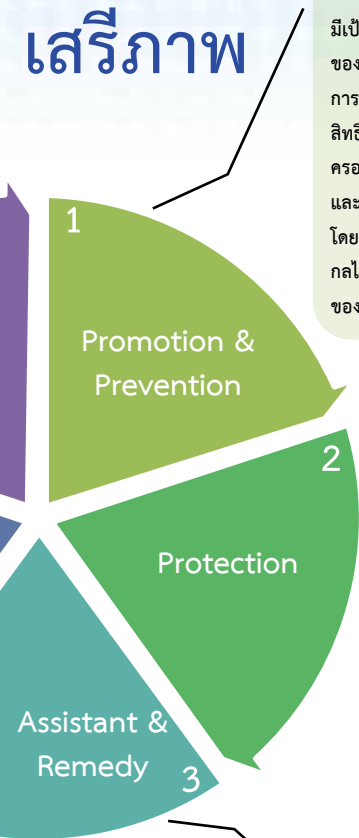 เสรีภาพ
มีเป้
ของ
การ
สิทธิ
ครอ
และ
โดย
กลไ
ของ
1
Promotion &
Prevention
2
Protection
Assistant &
Remedy
3